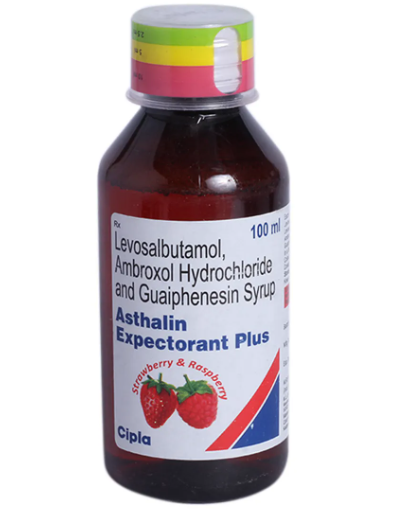 Rx
100 ml
Levosalbutamol,
Ambroxol Hydrochloride
and Guaiphenesin Syrup
Asthalin
Expectorant Plus
Strawberry & Raspberry
Cipla